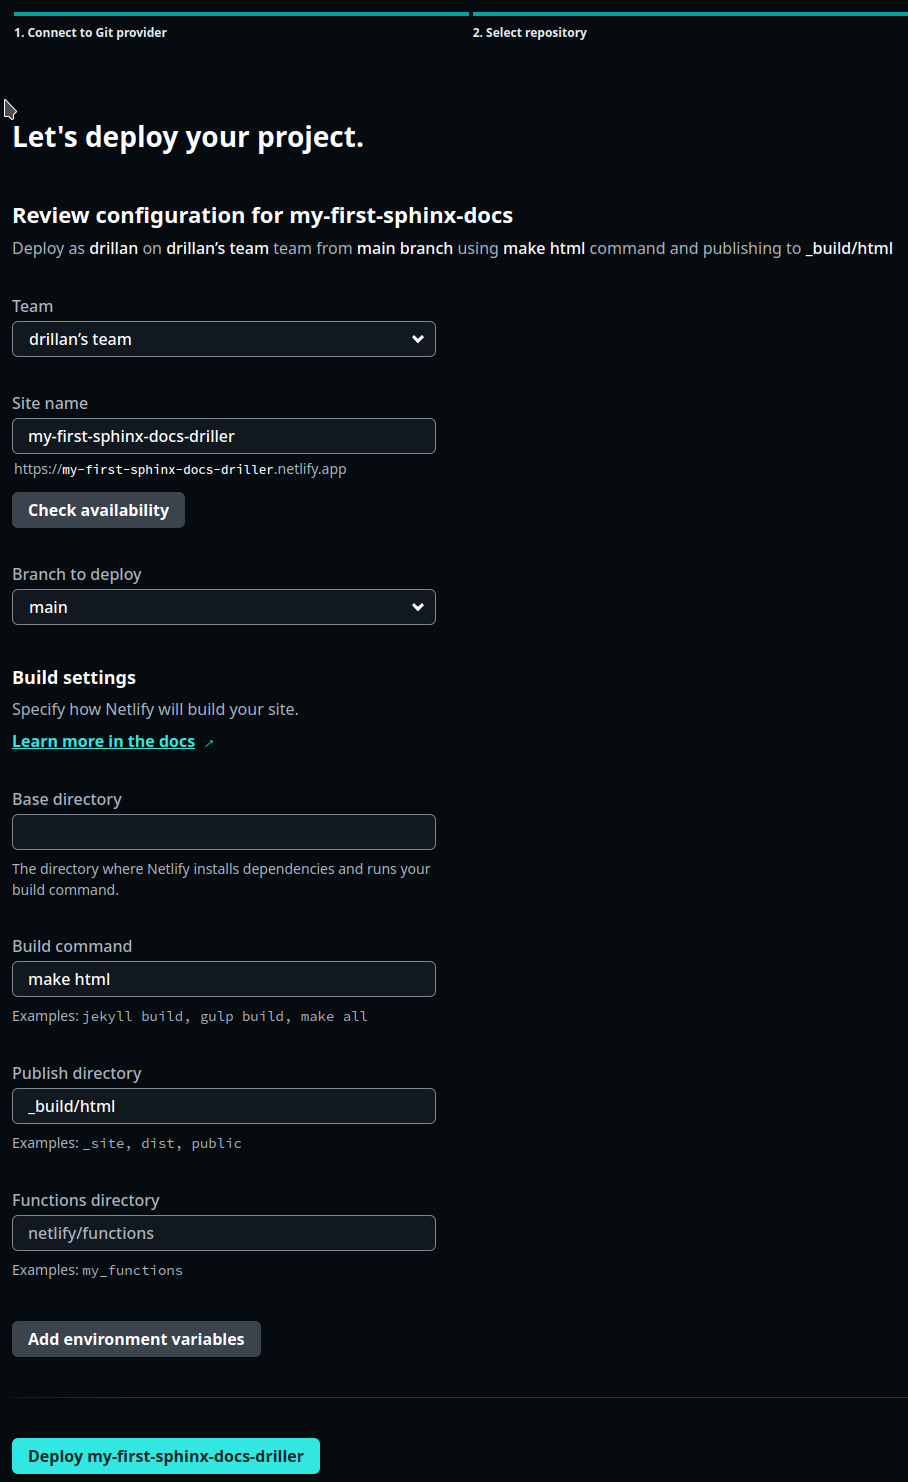 1. Connect to Git provider
2. Select repository
Let's deploy your project.
Review configuration for my-first-sphinx-docs
Deploy as drillan on drillan’s team team from main branch using make html command and publishing to _build/html
Team
drillan’s team
Site name
my-first-sphinx-docs-driller
https://my-first-sphinx-docs-driller.netlify.app
Check availability
Branch to deploy
main
Build settings
Specify how Netlify will build your site.
Learn more in the docs ↗
Base directory
The directory where Netlify installs dependencies and runs your
build command.
Build command
make html
Examples: jekyll build, gulp build, make all
Publish directory
_build/html
Examples: _site, dist, public
Functions directory
netlify/functions
Examples: my_functions
Add environment variables
Deploy my-first-sphinx-docs-driller